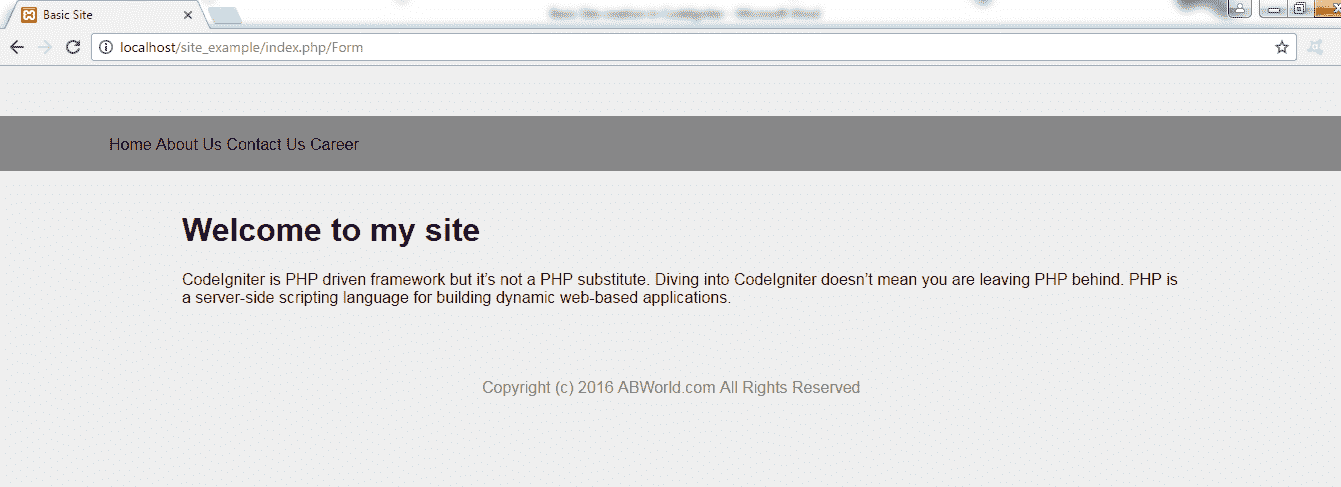 Basic Site
localhost/site_example/index.php/Form
Home About Us Contact Us Career
Welcome to my site
CodeIgniter is PHP driven framework but it’s not a PHP substitute. Diving into CodeIgniter doesn’t mean you are leaving PHP behind. PHP is
a server-side scripting language for building dynamic web-based applications.
Copyright (c) 2016 ABWorld.com All Rights Reserved